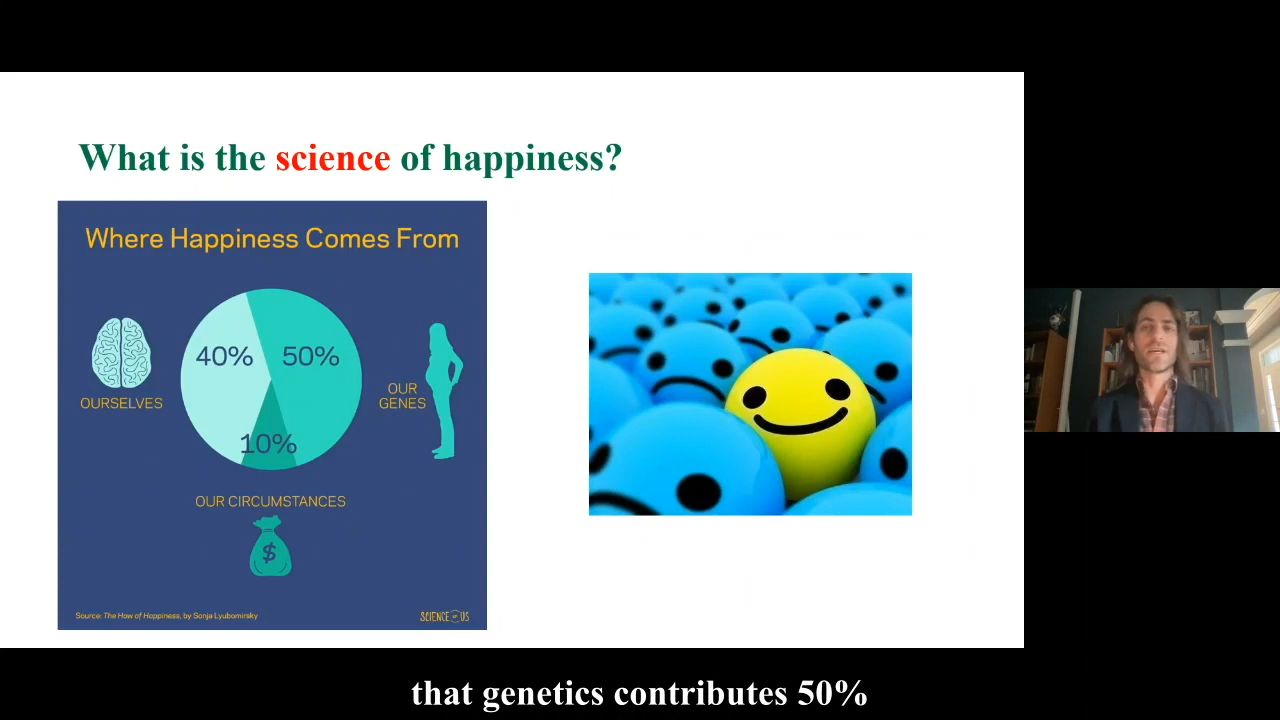 What is the science of happiness?
Where Happiness Comes From
40%
50%
OURSELVES
OUR
GENES
10%
OUR CIRCUMSTANCES
$
Source: The How of Happiness, by Sonja Lyubomirsky
SCIENCE OF US
that genetics contributes 50%